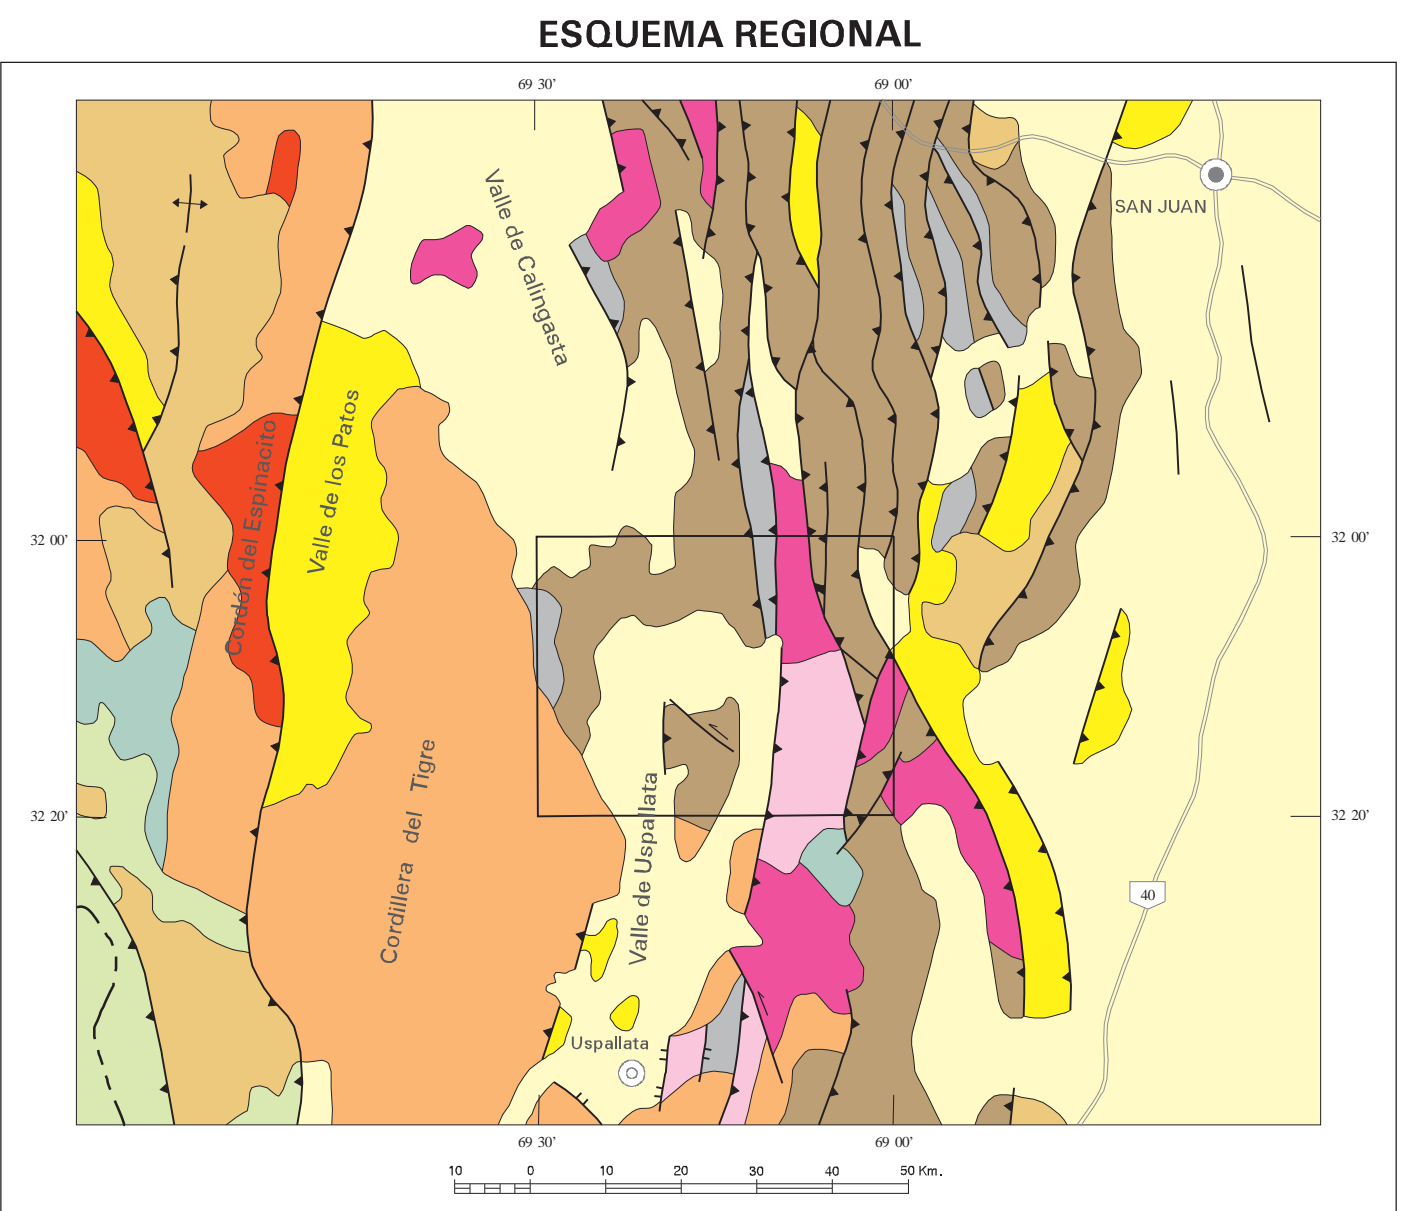 ESQUEMA REGIONAL
69 30’
69 00’
Valle de Calingasta
SAN JUAN
Cordón del Espinacito
Valle de los Patos
32 00’
32 00’
Cordillera del Tigre
Valle de Uspallata
32 20’
32 20’
40
Uspallata
69 30’
69 00’
10 0 10 20 30 40 50 Km.